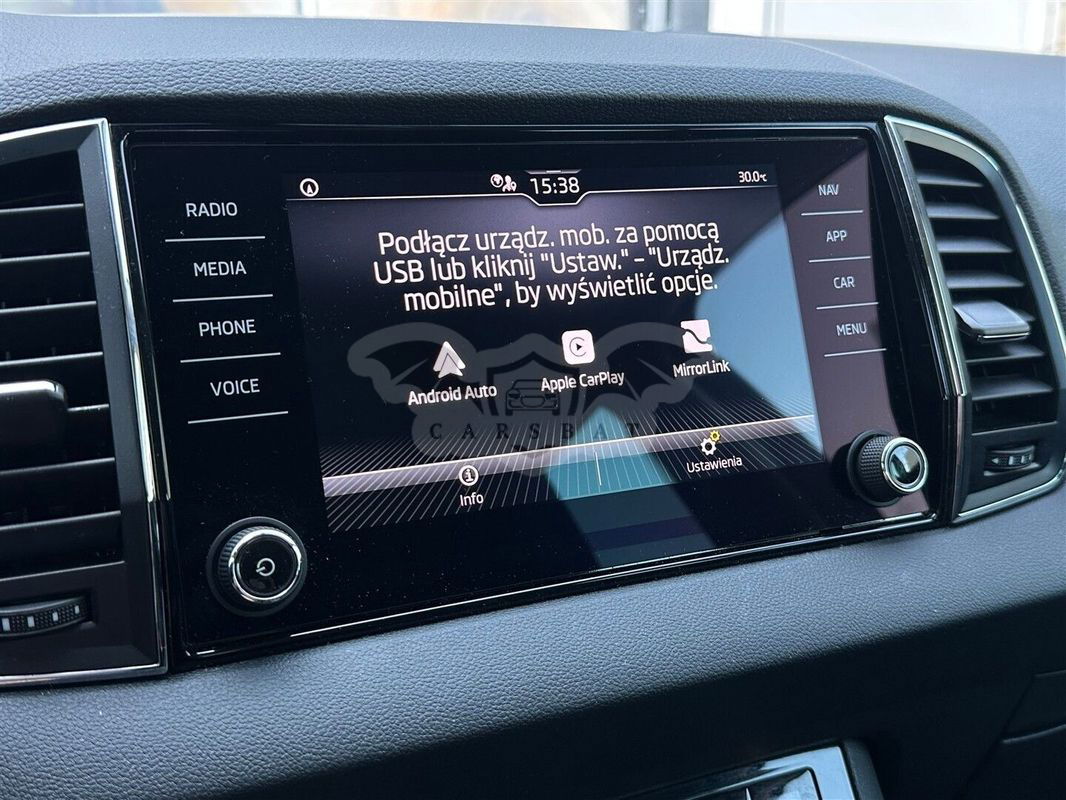 15:38
30.0°C
RADIO
MEDIA
PHONE
VOICE
Podłącz urządz. mob. za pomocą
USB lub kliknij "Ustaw." – "Urządz.
mobilne", by wyświetlić opcje.
Android Auto
Apple CarPlay
MirrorLink
CARSBAT
Info
Ustawienia
NAV
APP
CAR
MENU